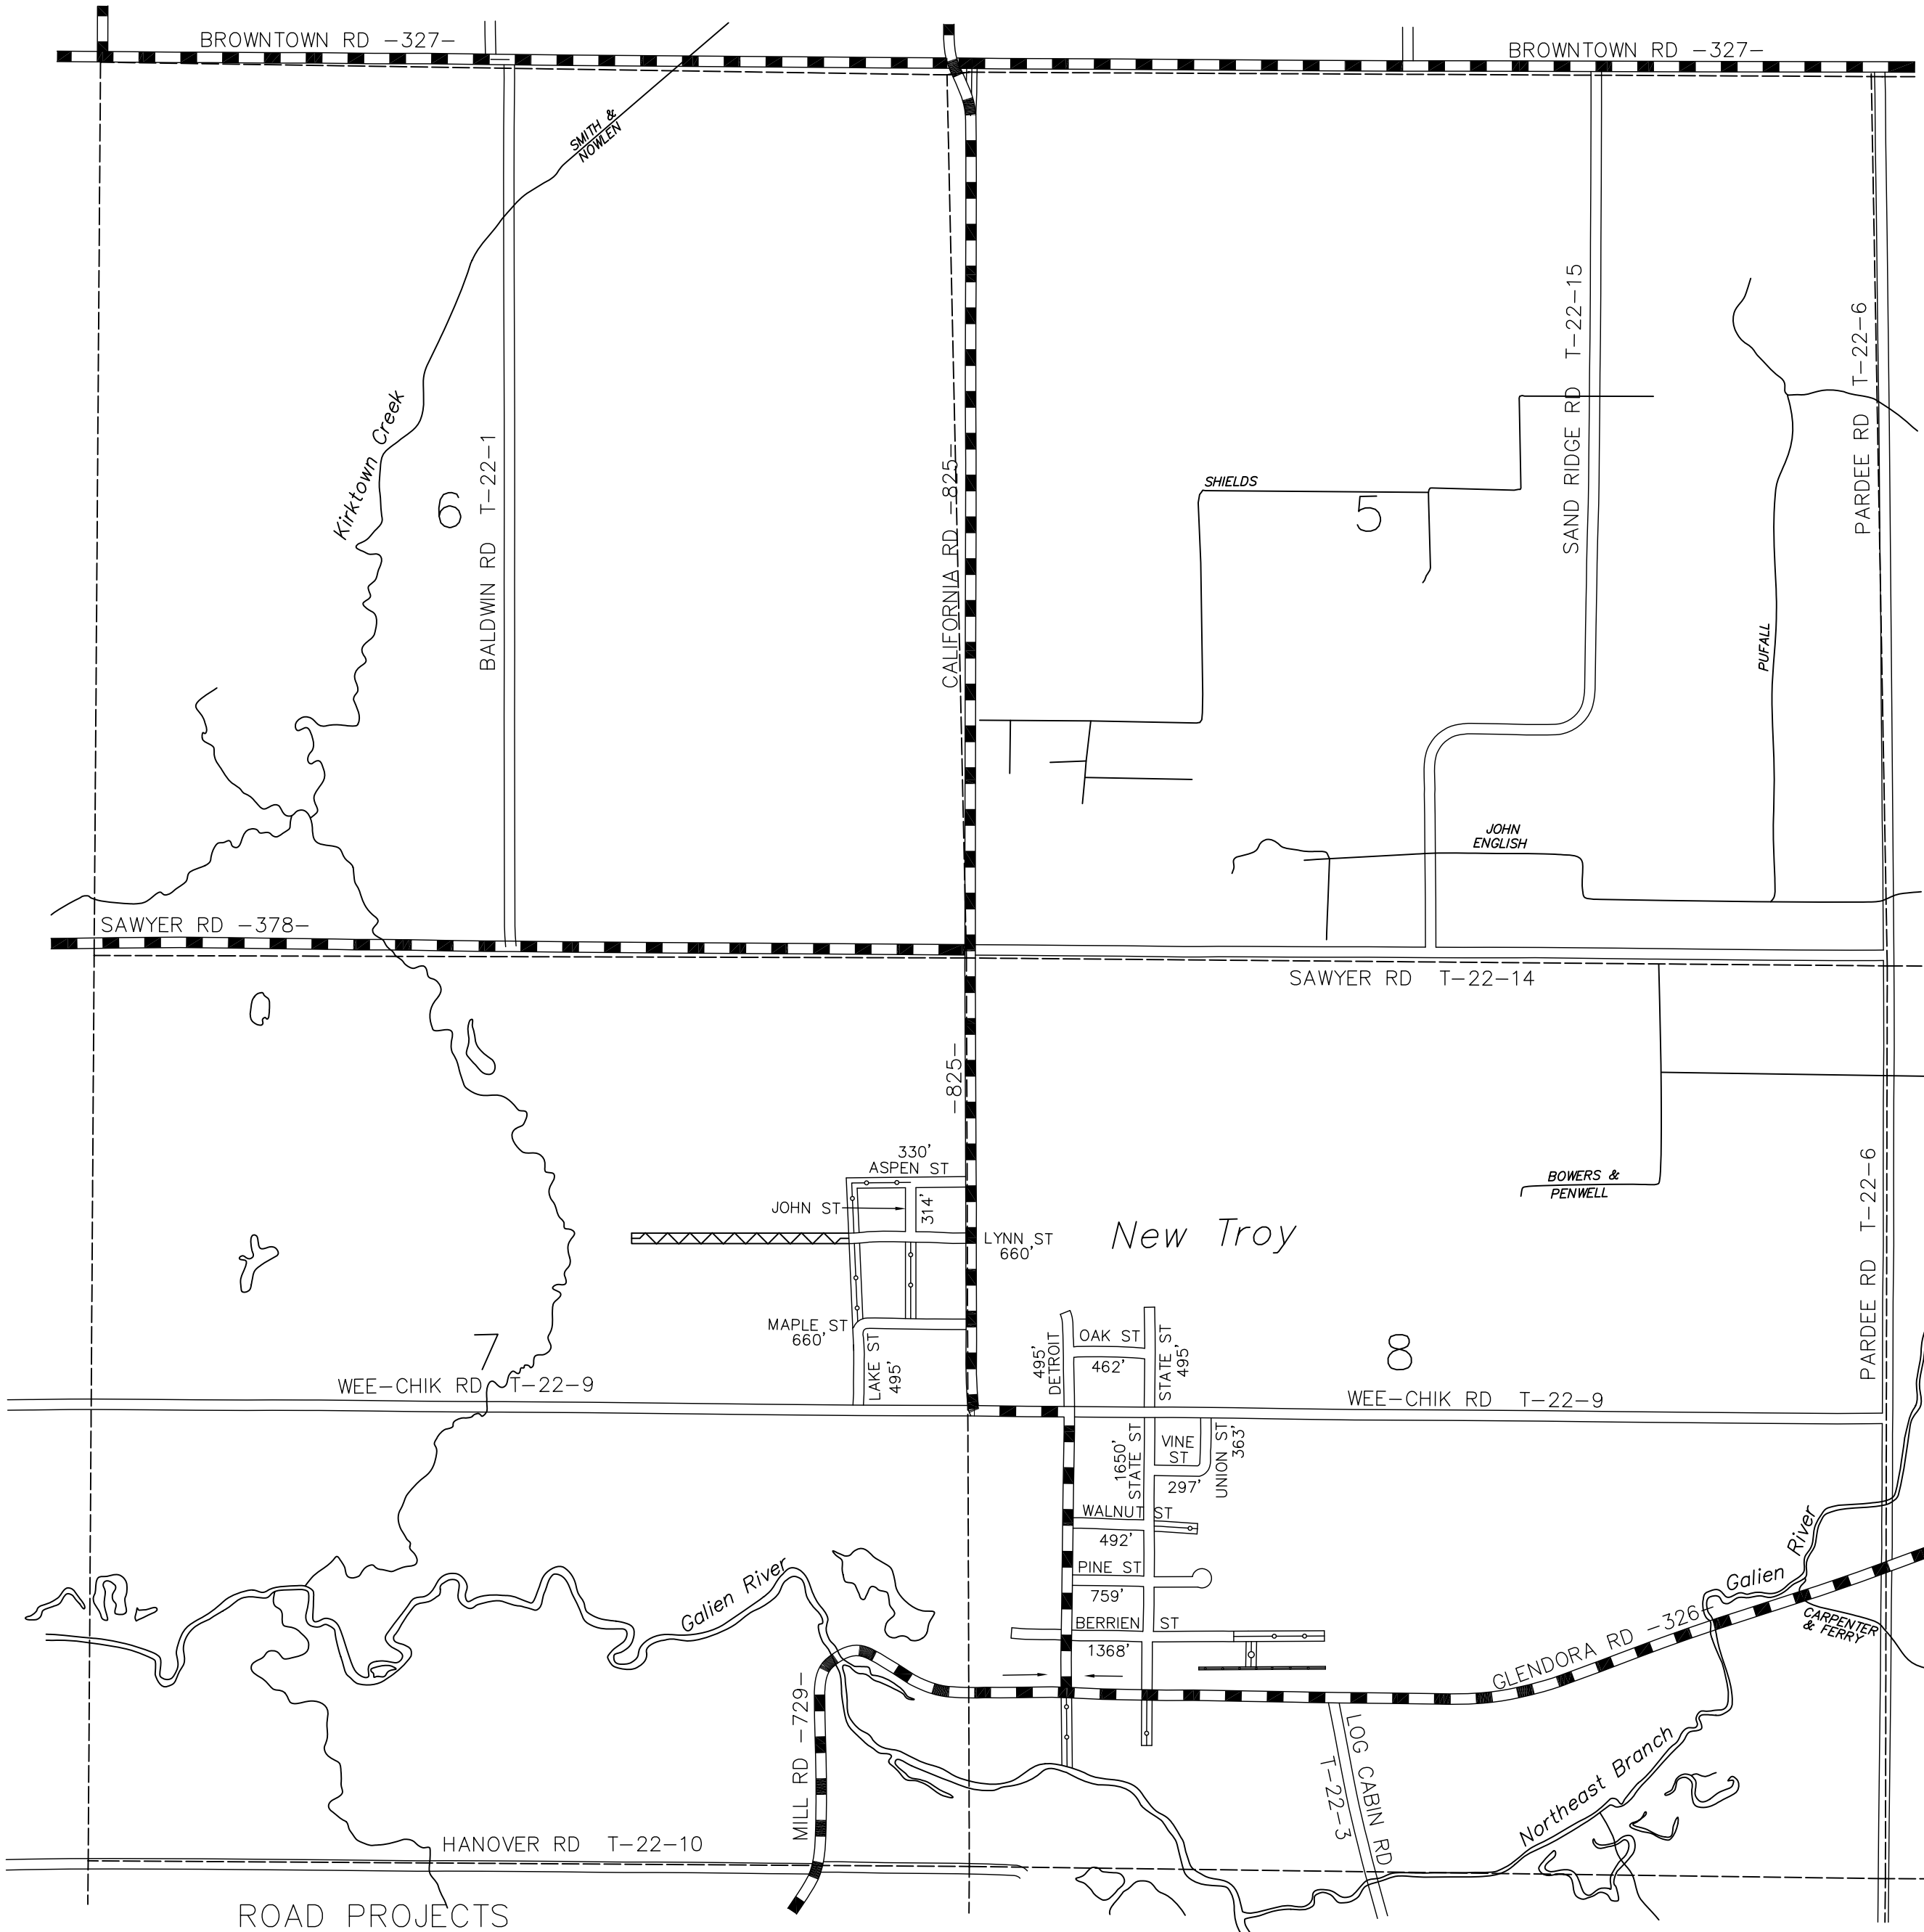 BROWNTOWN RD -327-
BROWNTOWN RD -327-
SMITH &
NOWLEN
SAND RIDGE RD T-22-15
PARDEE RD T-22-6
Kirktown Creek
BALDWIN RD T-22-1
CALIFORNIA RD -825-
SHIELDS
6
5
PUFALL
JOHN
ENGLISH
SAWYER RD -378-
SAWYER RD T-22-14
-825-
330'
ASPEN ST
JOHN ST
314'
LYNN ST
660'
New Troy
BOWERS &
PENWELL
PARDEE RD T-22-6
MAPLE ST
660'
LAKE ST
495'
495'
DETROIT
OAK ST
462'
STATE ST
495'
7
8
WEE-CHIK RD T-22-9
WEE-CHIK RD T-22-9
1650'
STATE ST
VINE
ST
297'
UNION ST
363'
WALNUT ST
492'
PINE ST
759'
BERRIEN ST
1368'
Galien River
Galien River
GLENDORA RD -326-
CARPENTER
& FERRY
MILL RD -729-
LOG CABIN RD
T-22-3
Northeast Branch
HANOVER RD T-22-10
ROAD PROJECTS